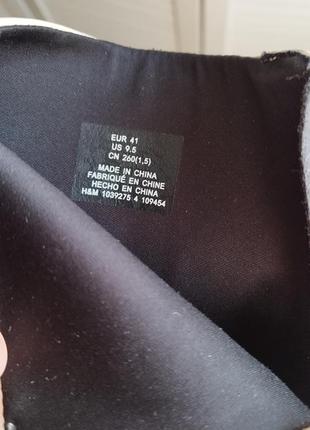 EUR 41
US 9.5
CN 260(1,5)
MADE IN CHINA
FABRIQUÉ EN CHINE
HECHO EN CHINA
H&M 1039275 4 109454